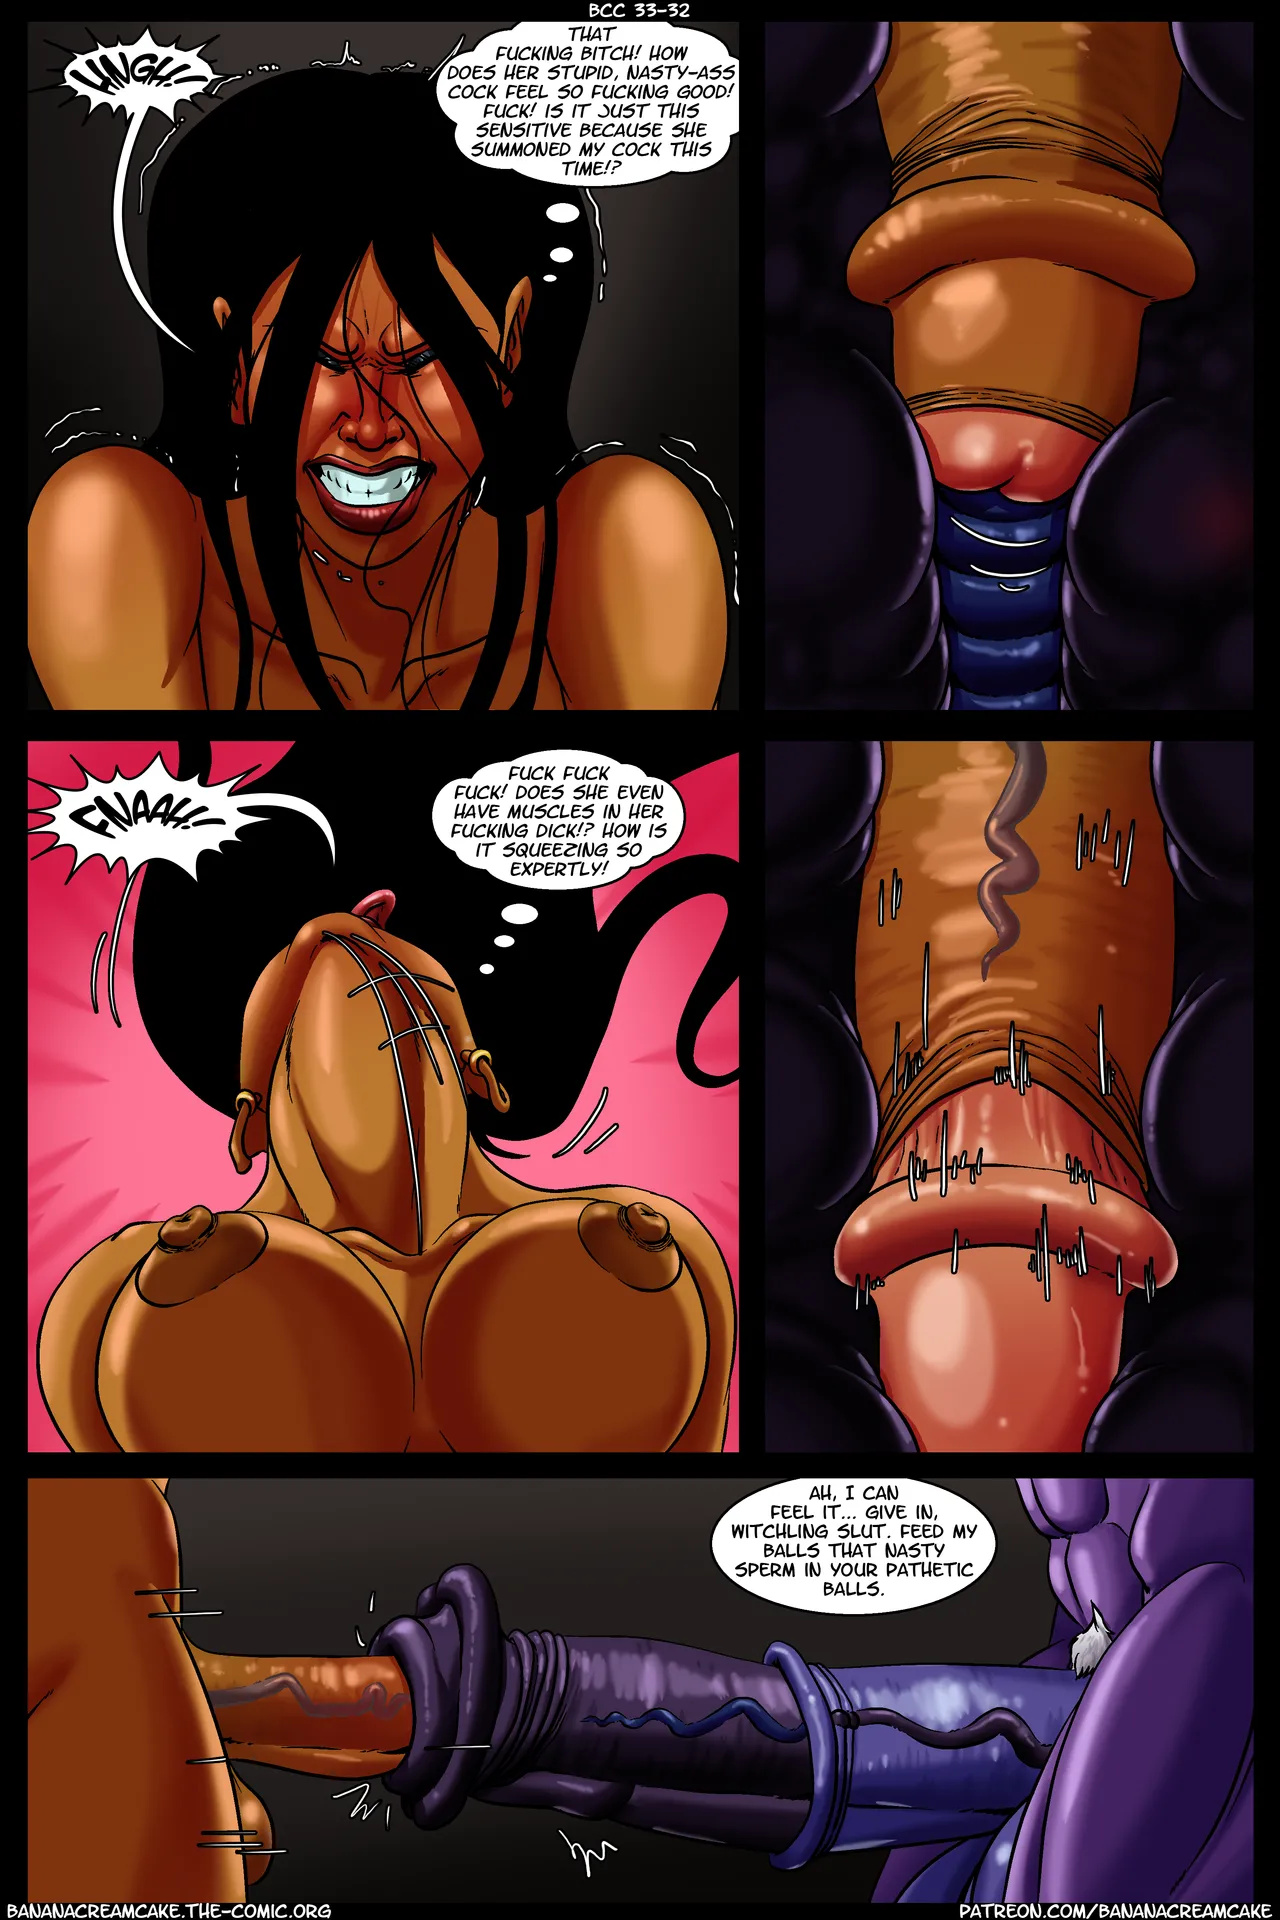 BCC 33-32
UNGH!!
THAT
FUCKING BITCH! HOW
DOES HER STUPID, NASTY-ASS
COCK FEEL SO FUCKING GOOD!
FUCK! IS IT JUST THIS
SENSITIVE BECAUSE SHE
SUMMONED MY COCK THIS
TIME!?
FNAAH!!
FUCK FUCK
FUCK! DOES SHE EVEN
HAVE MUSCLES IN HER
FUCKING DICK!? HOW IS
IT SQUEEZING SO
EXPERTLY!
AH, I CAN
FEEL IT... GIVE IN,
WITCHLING SLUT. FEED MY
BALLS THAT NASTY
SPERM IN YOUR PATHETIC
BALLS.
BANANACREAMCAKE.THE-COMIC.ORG
PATREON.COM/BANANACREAMCAKE